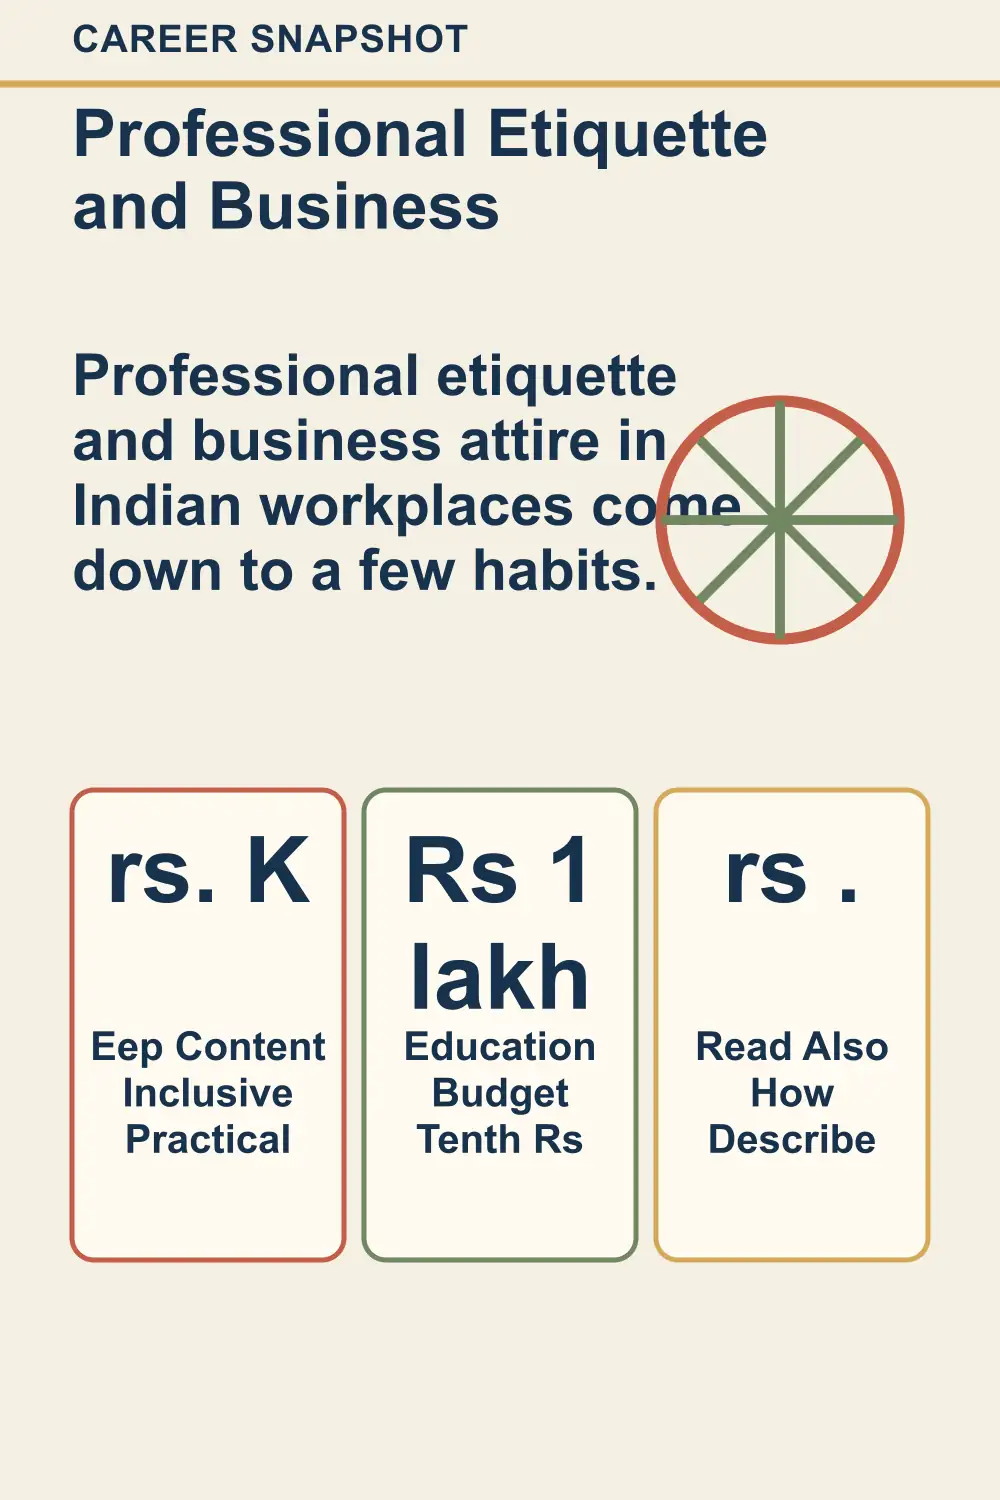 CAREER SNAPSHOT
Professional Etiquette
and Business
Professional etiquette
and business attire in
Indian workplaces come
down to a few habits.
rs. K
Eep Content
Inclusive
Practical
Rs 1
lakh
Education
Budget
Tenth Rs
rs .
Read Also
How
Describe